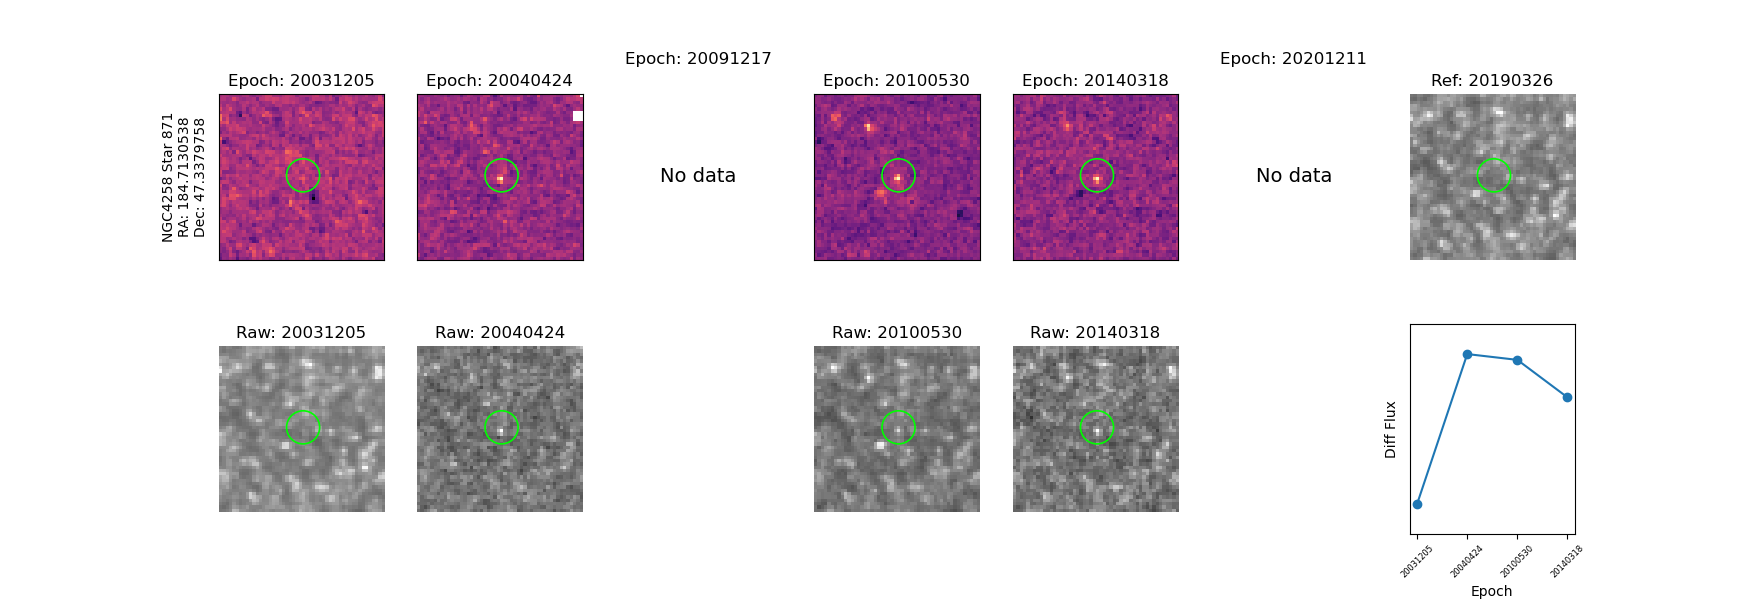 Epoch: 20091217
Epoch: 20201211
Epoch: 20031205
Epoch: 20040424
Epoch: 20100530
Epoch: 20140318
Ref: 20190326
NGC4258 Star 871
RA: 184.7130538
Dec: 47.3379758
No data
No data
Raw: 20031205
Raw: 20040424
Raw: 20100530
Raw: 20140318
Diff Flux
20031205
20040424
20100530
20140318
Epoch